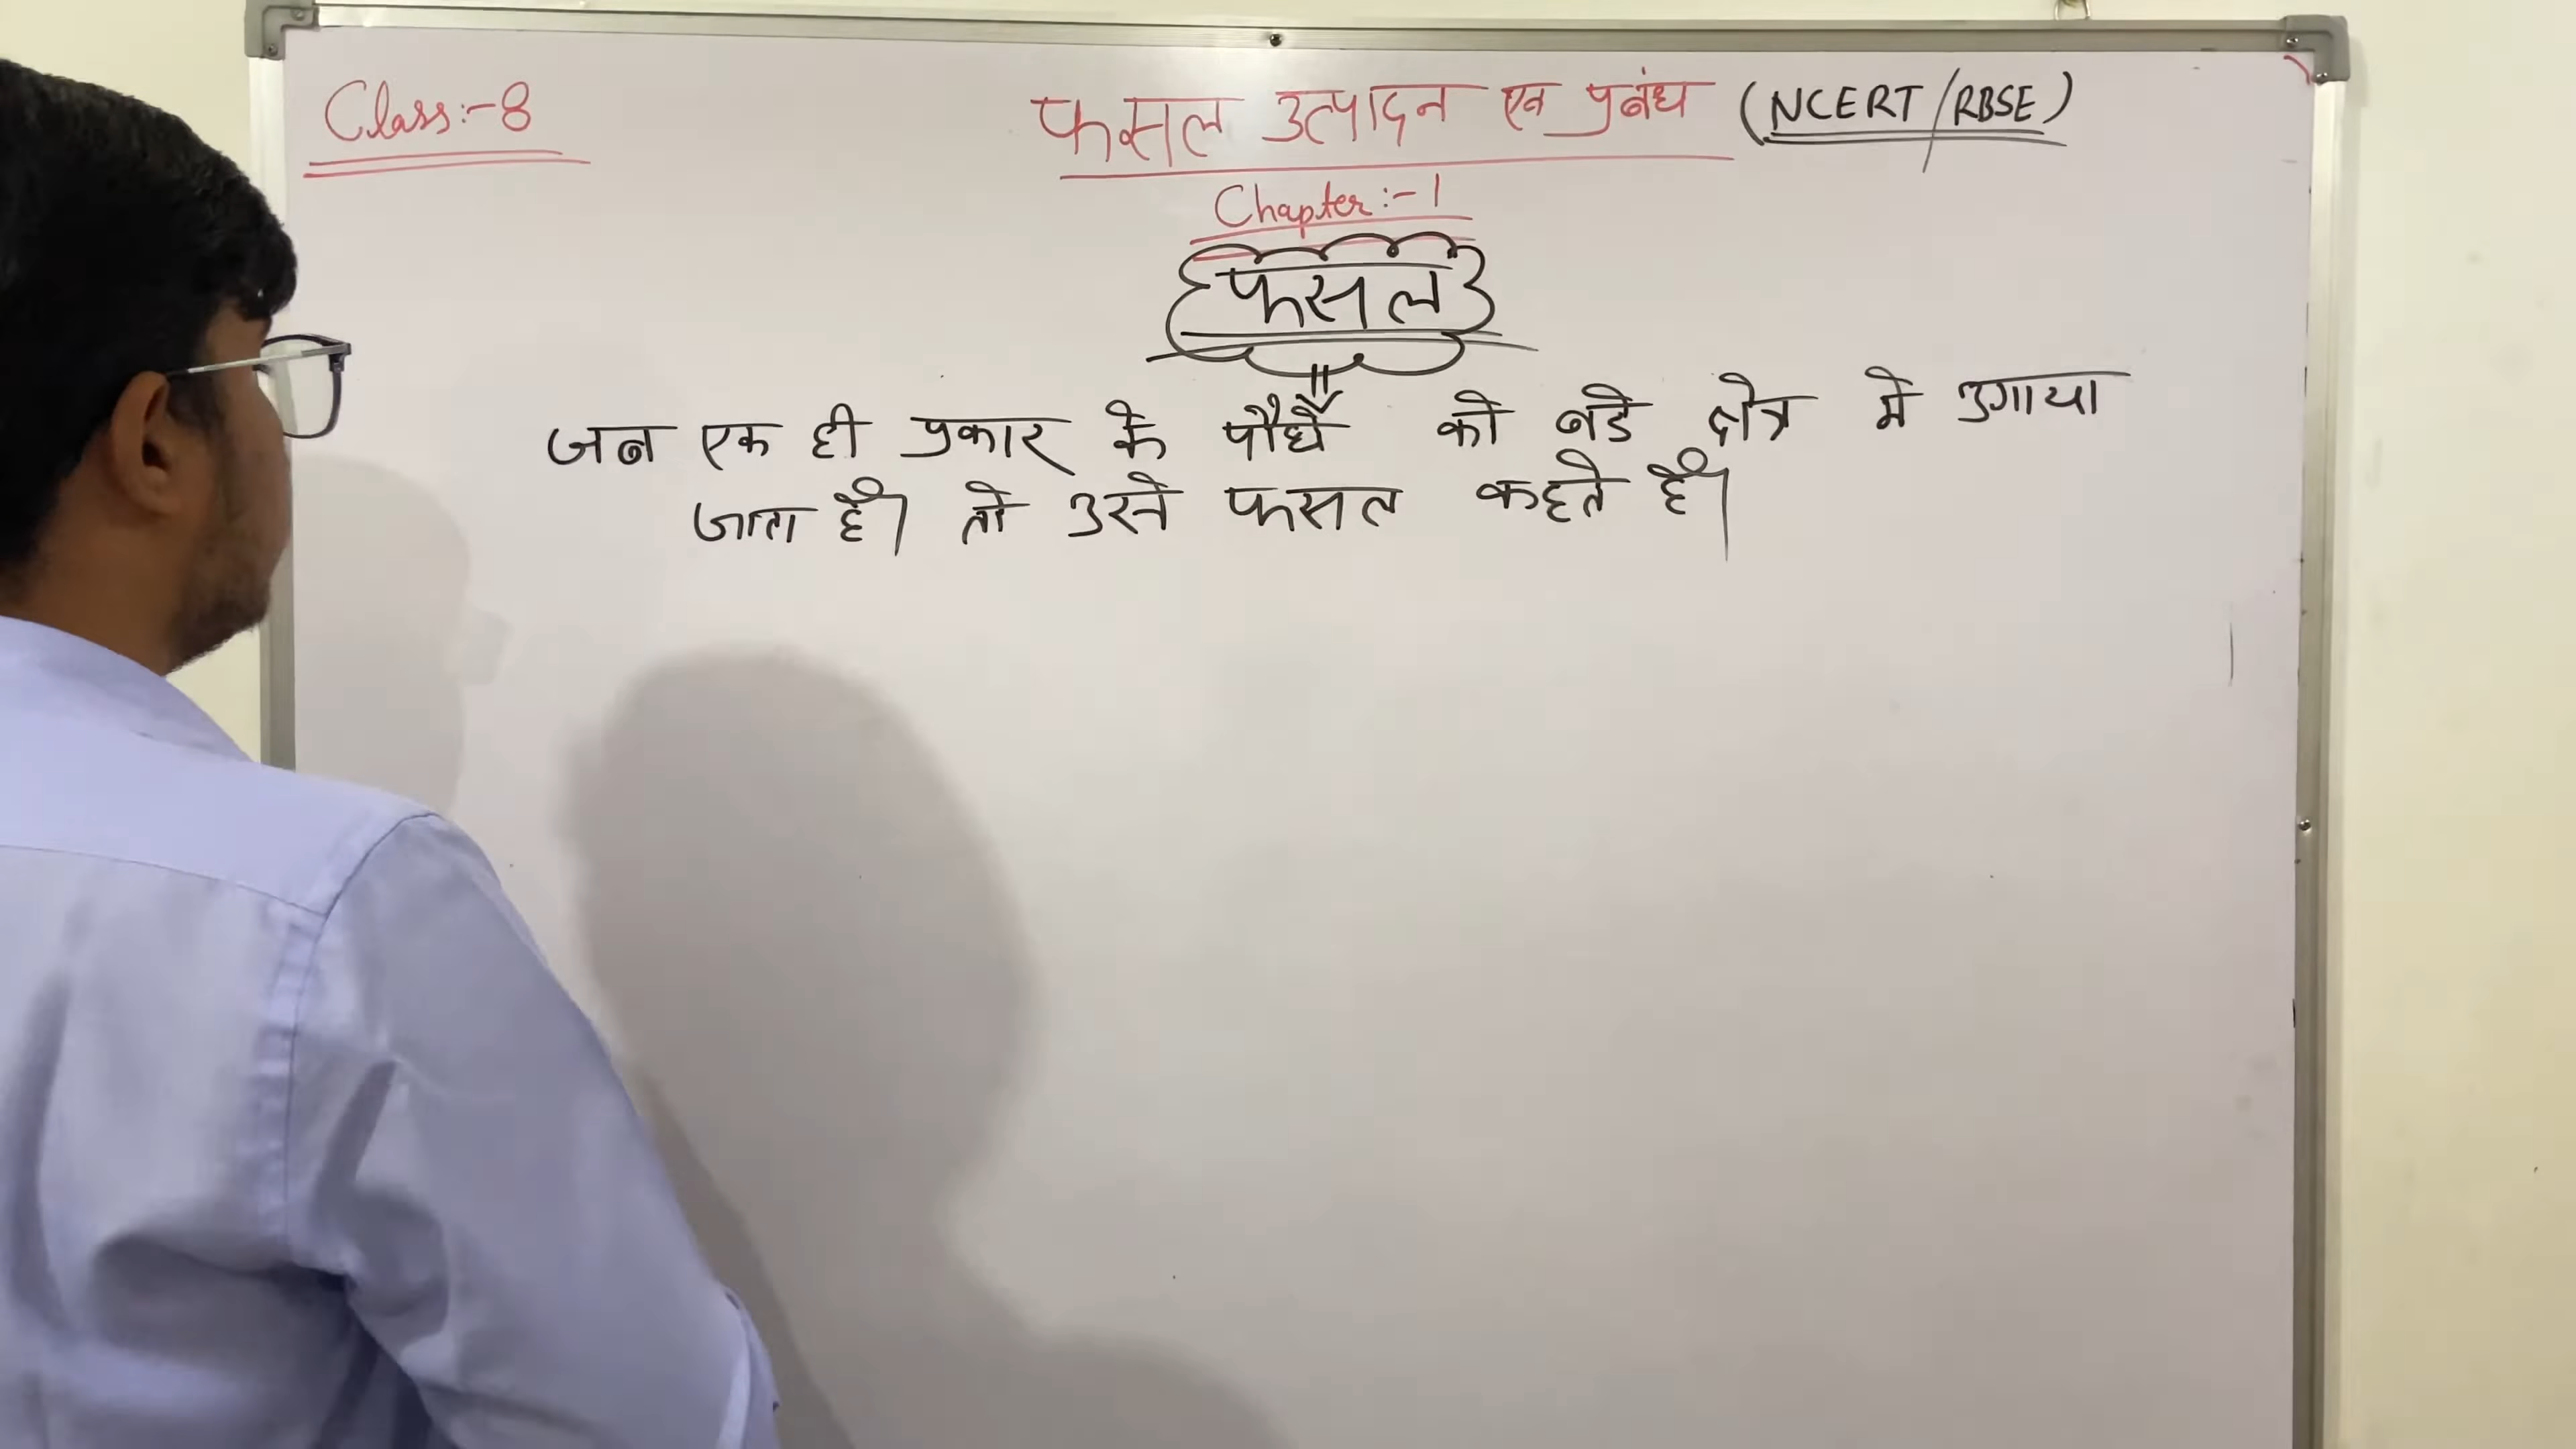 Class:-8
फसल उत्पादन एव प्रबंध (NCERT/RBSE)
Chapter:-1
फसल
जब एक ही प्रकार के पौधें को बडे क्षेत्र मे उगाया
जाता है। तो उसे फसल कहते है।